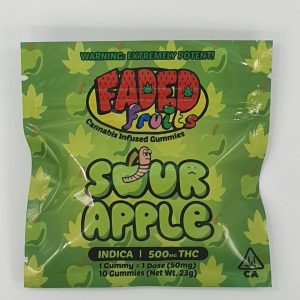 WARNING: EXTREMELY POTENT!
FADED
fruits
Cannabis Infused Gummies
SOUR
APPLE
INDICA | 500MG THC
1 Gummy = 1 Dose (50mg)
10 Gummies (Net Wt. 23g)
CA